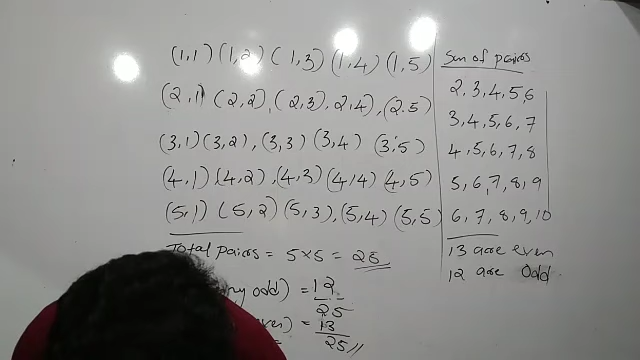 (1,1) (1,2) (1,3) (1,4) (1,5)
(2,1) (2,2), (2,3), 2,4), (2.5)
(3,1) (3,2), (3,3) (3,4) (3,5)
(4,1) (4,2), (4,3) (4,4) (4,5)
(5,1) (5,2) (5,3), (5,4) (5,5)
Total pairs = 5×5 = 25
odd) = 12/25
) = 13/25
Sum of pairs
2, 3, 4, 5, 6
3, 4, 5, 6, 7
4, 5, 6, 7, 8
5, 6, 7, 8, 9
6, 7, 8, 9, 10
13 are even
12 are odd.